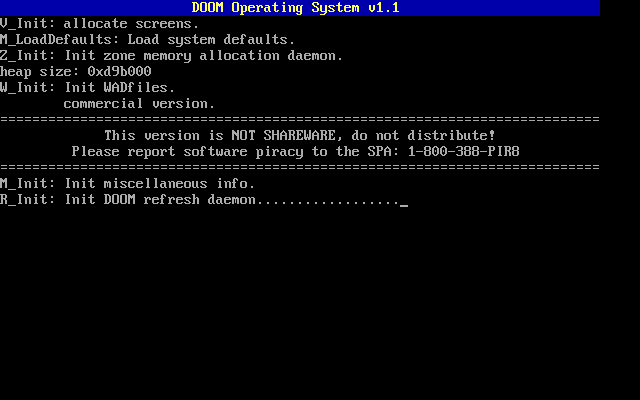 DOOM Operating System v1.1
V_Init: allocate screens.
M_LoadDefaults: Load system defaults.
Z_Init: Init zone memory allocation daemon.
heap size: 0xd9b000
W_Init: Init WADfiles.
commercial version.
===========================================================================
This version is NOT SHAREWARE, do not distribute!
Please report software piracy to the SPA: 1-800-388-PIR8
===========================================================================
M_Init: Init miscellaneous info.
R_Init: Init DOOM refresh daemon.................._